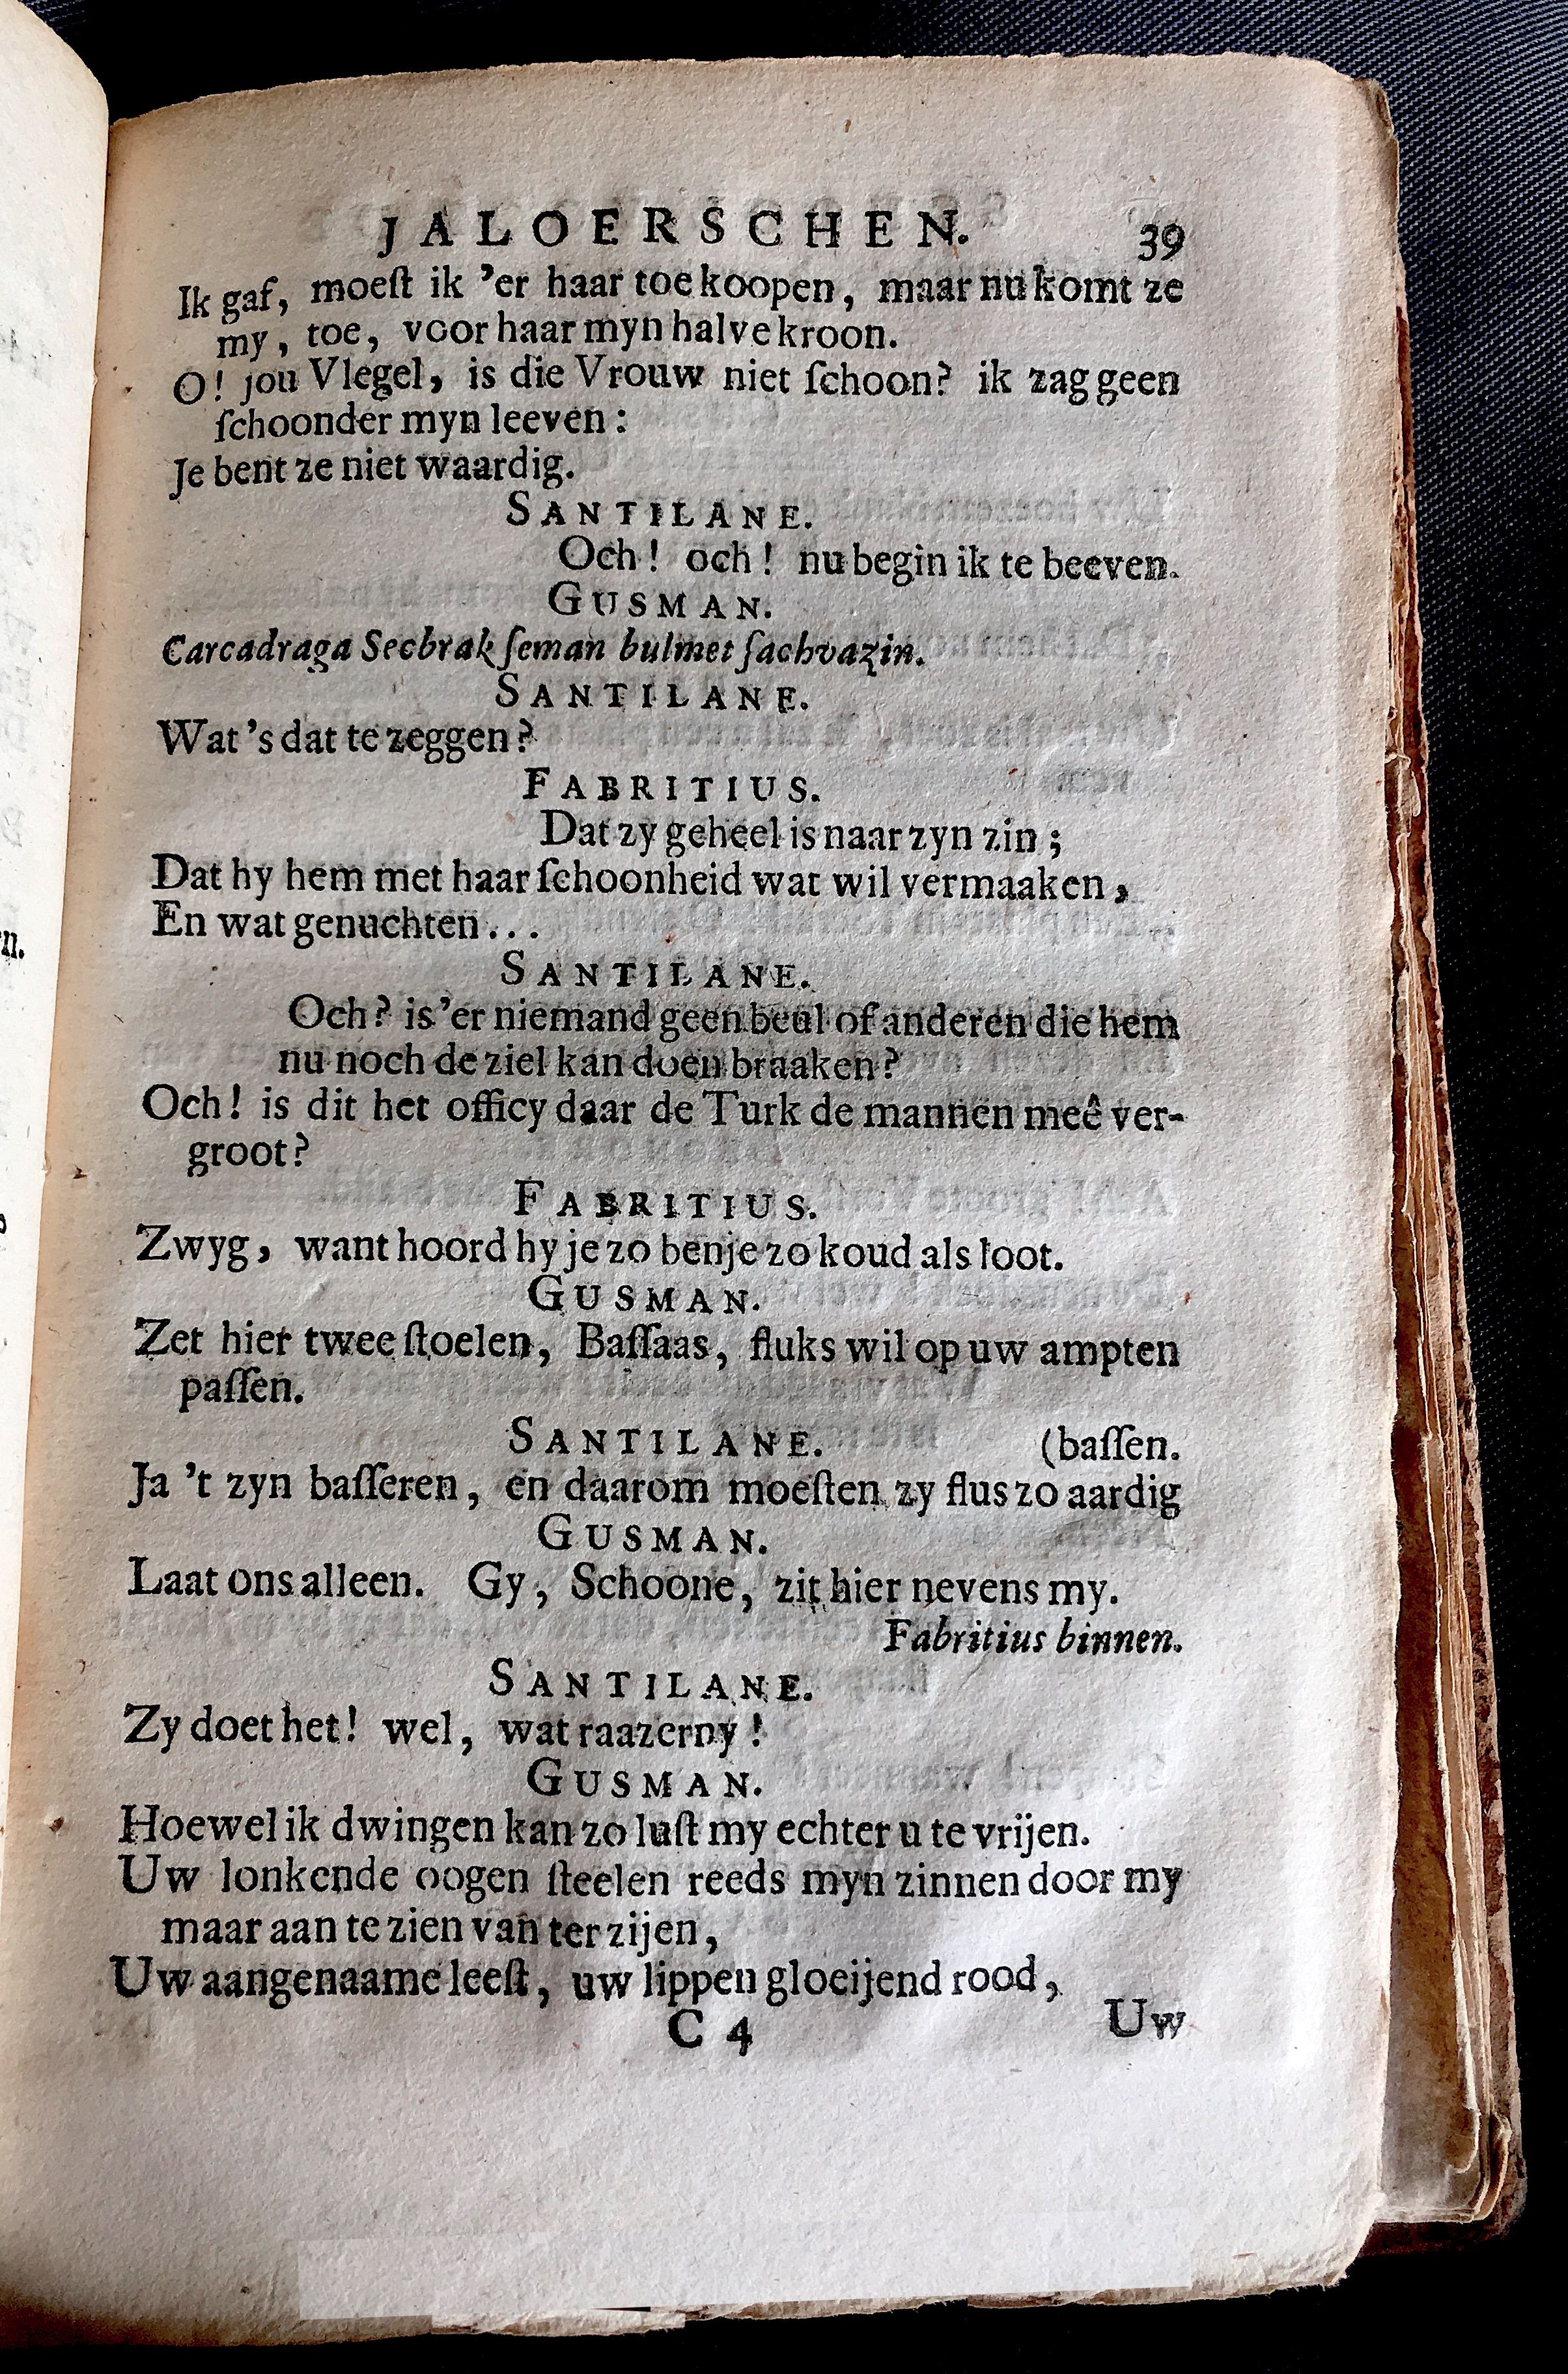 JALOERSCHEN. 39
Ik gaf, moeſt ik 'er haar toe koopen, maar nu komt ze
my, toe, voor haar myn halve kroon.
O! jou Vlegel, is die Vrouw niet ſchoon? ik zag geen
ſchoonder myn leeven:
Je bent ze niet waardig.
SANTILANE.
Och! och! nu begin ik te beeven.
GUSMAN.
Carcadraga Secbrak ſeman bulmet ſachvazin.
SANTILANE.
Wat 's dat te zeggen?
FABRITIUS.
Dat zy geheel is naar zyn zin;
Dat hy hem met haar ſchoonheid wat wil vermaaken,
En wat genuchten...
SANTILANE.
Och? is 'er niemand geen beul of anderen die hem
nu noch de ziel kan doen braaken?
Och! is dit het officy daar de Turk de mannen meê ver-
groot?
FABRITIUS.
Zwyg, want hoord hy je zo benje zo koud als loot.
GUSMAN.
Zet hier twee ſtoelen, Baſſaas, fluks wil op uw ampten
paſſen.
SANTILANE. (baſſen.
Ja 't zyn baſſeren, en daarom moeſten zy flus zo aardig
GUSMAN.
Laat ons alleen. Gy, Schoone, zit hier nevens my.
Fabritius binnen.
SANTILANE.
Zy doet het! wel, wat raazerny!
GUSMAN.
Hoewel ik dwingen kan zo luſt my echter u te vrijen.
Uw lonkende oogen ſteelen reeds myn zinnen door my
maar aan te zien van ter zijen,
Uw aangenaame leeſt, uw lippen gloeijend rood,
C 4 Uw
n.